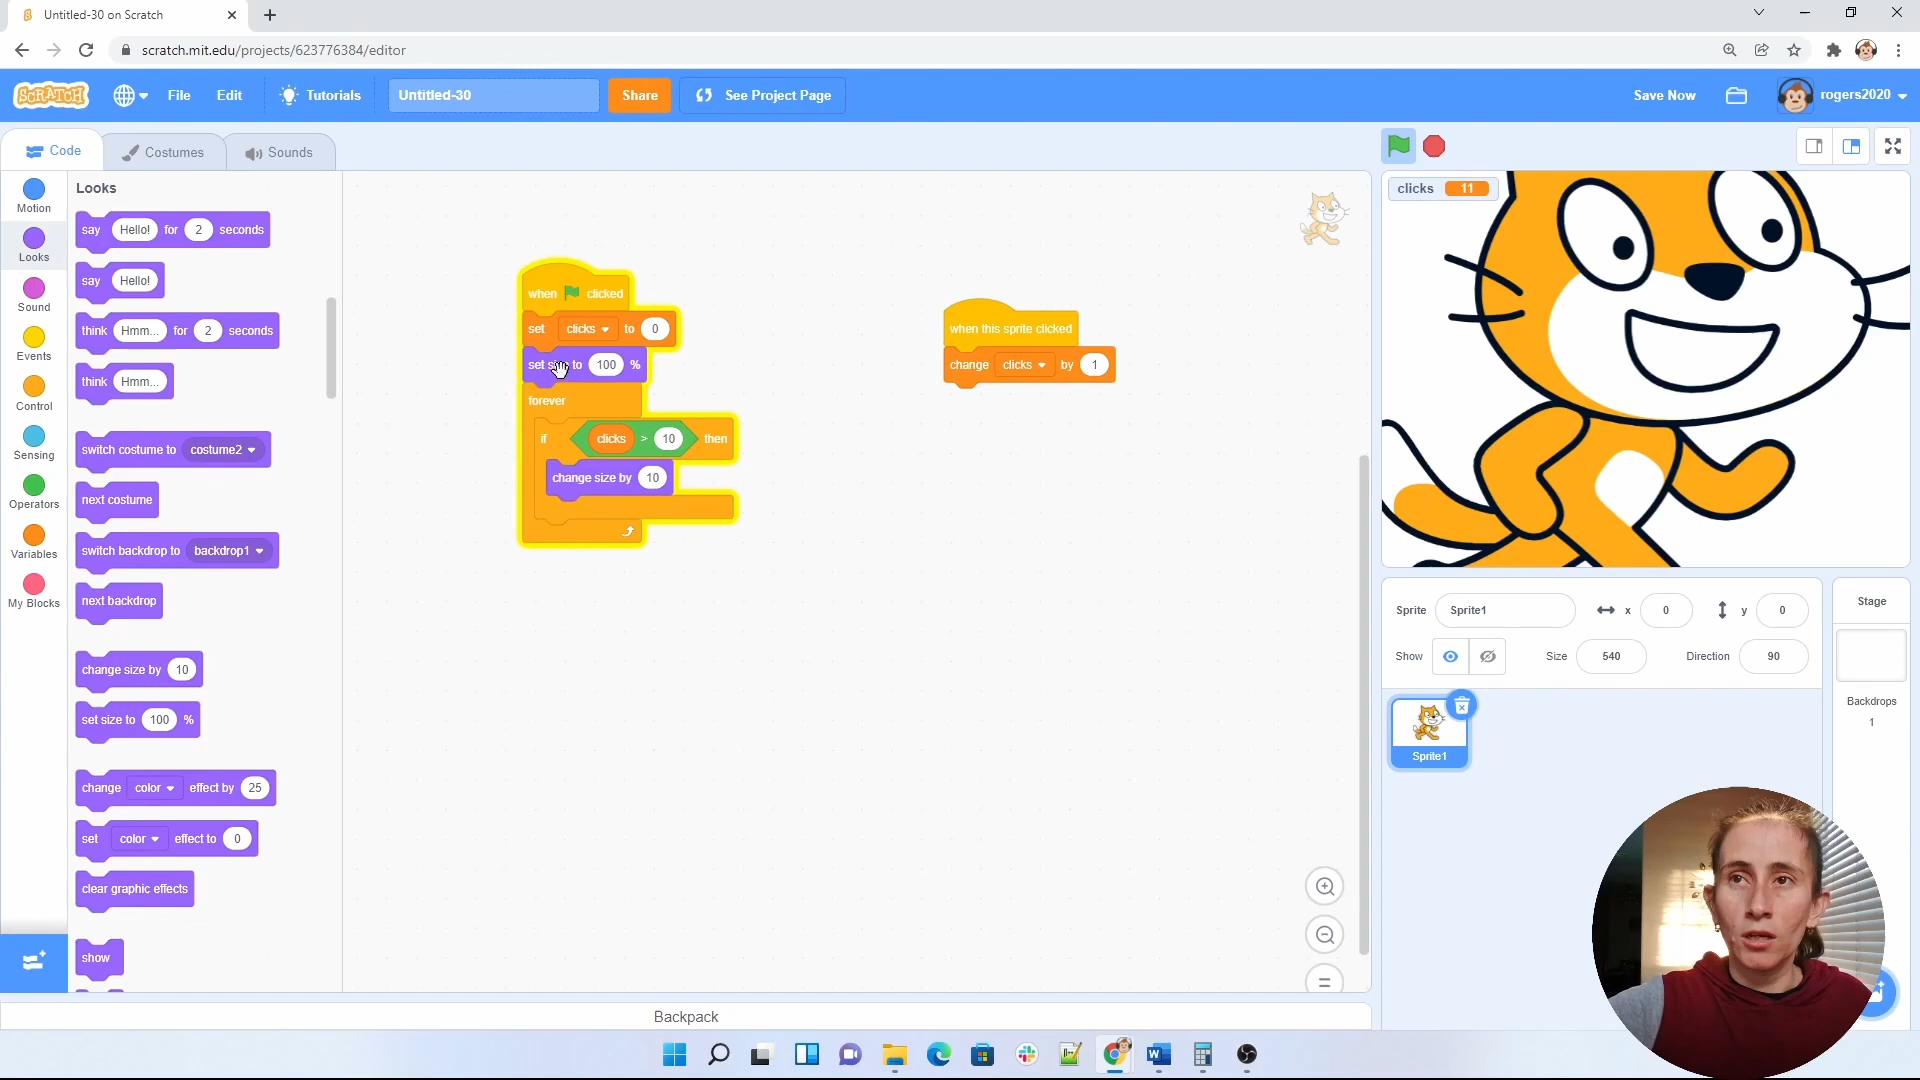 Untitled-30 on Scratch
scratch.mit.edu/projects/623776384/editor
SCRATCH
File
Edit
Tutorials
Untitled-30
Share
See Project Page
Save Now
rogers2020
Code
Costumes
Sounds
Motion
Looks
Sound
Events
Control
Sensing
Operators
Variables
My Blocks
Looks
say Hello! for 2 seconds
say Hello!
think Hmm... for 2 seconds
think Hmm...
switch costume to costume2
next costume
switch backdrop to backdrop1
next backdrop
change size by 10
set size to 100 %
change color effect by 25
set color effect to 0
clear graphic effects
show
when clicked
set clicks to 0
set to 100 %
forever
if clicks > 10 then
change size by 10
when this sprite clicked
change clicks by 1
clicks 11
Sprite Sprite1 x 0 y 0
Show Size 540 Direction 90
Sprite1
Stage
Backdrops
1
Backpack